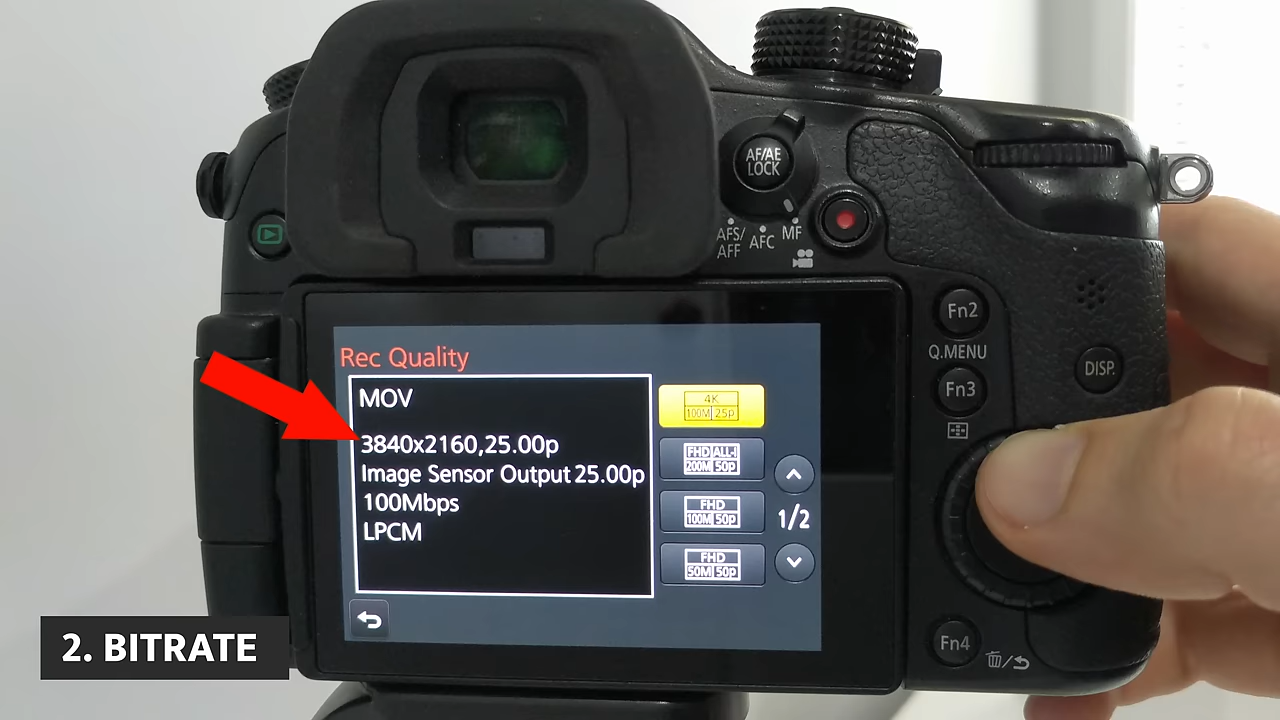 AF/AE
LOCK
AFS/
AFF
AFC
MF
Fn2
Q.MENU
Fn3
DISP.
Rec Quality
MOV
3840x2160,25.00p
Image Sensor Output 25.00p
100Mbps
LPCM
4K
100M 25p
FHD ALL-I
200M 50p
FHD
100M 50p
FHD
50M 50p
1/2
Fn4
2. BITRATE